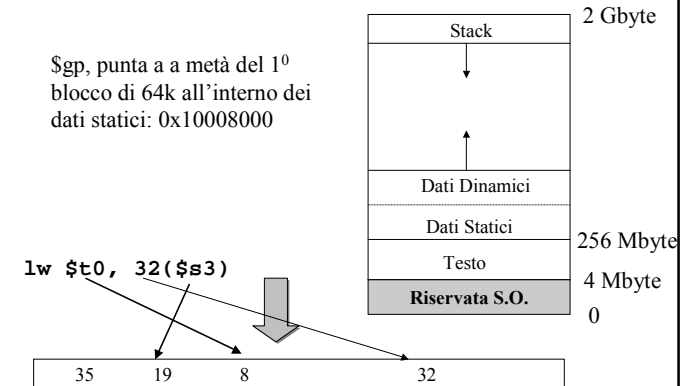 2 Gbyte
Stack
$gp, punta a a metà del 1⁰
blocco di 64k all'interno dei
dati statici: 0x10008000
Dati Dinamici
Dati Statici
256 Mbyte
Testo
4 Mbyte
Riservata S.O.
0
lw $t0, 32($s3)
35 19 8 32